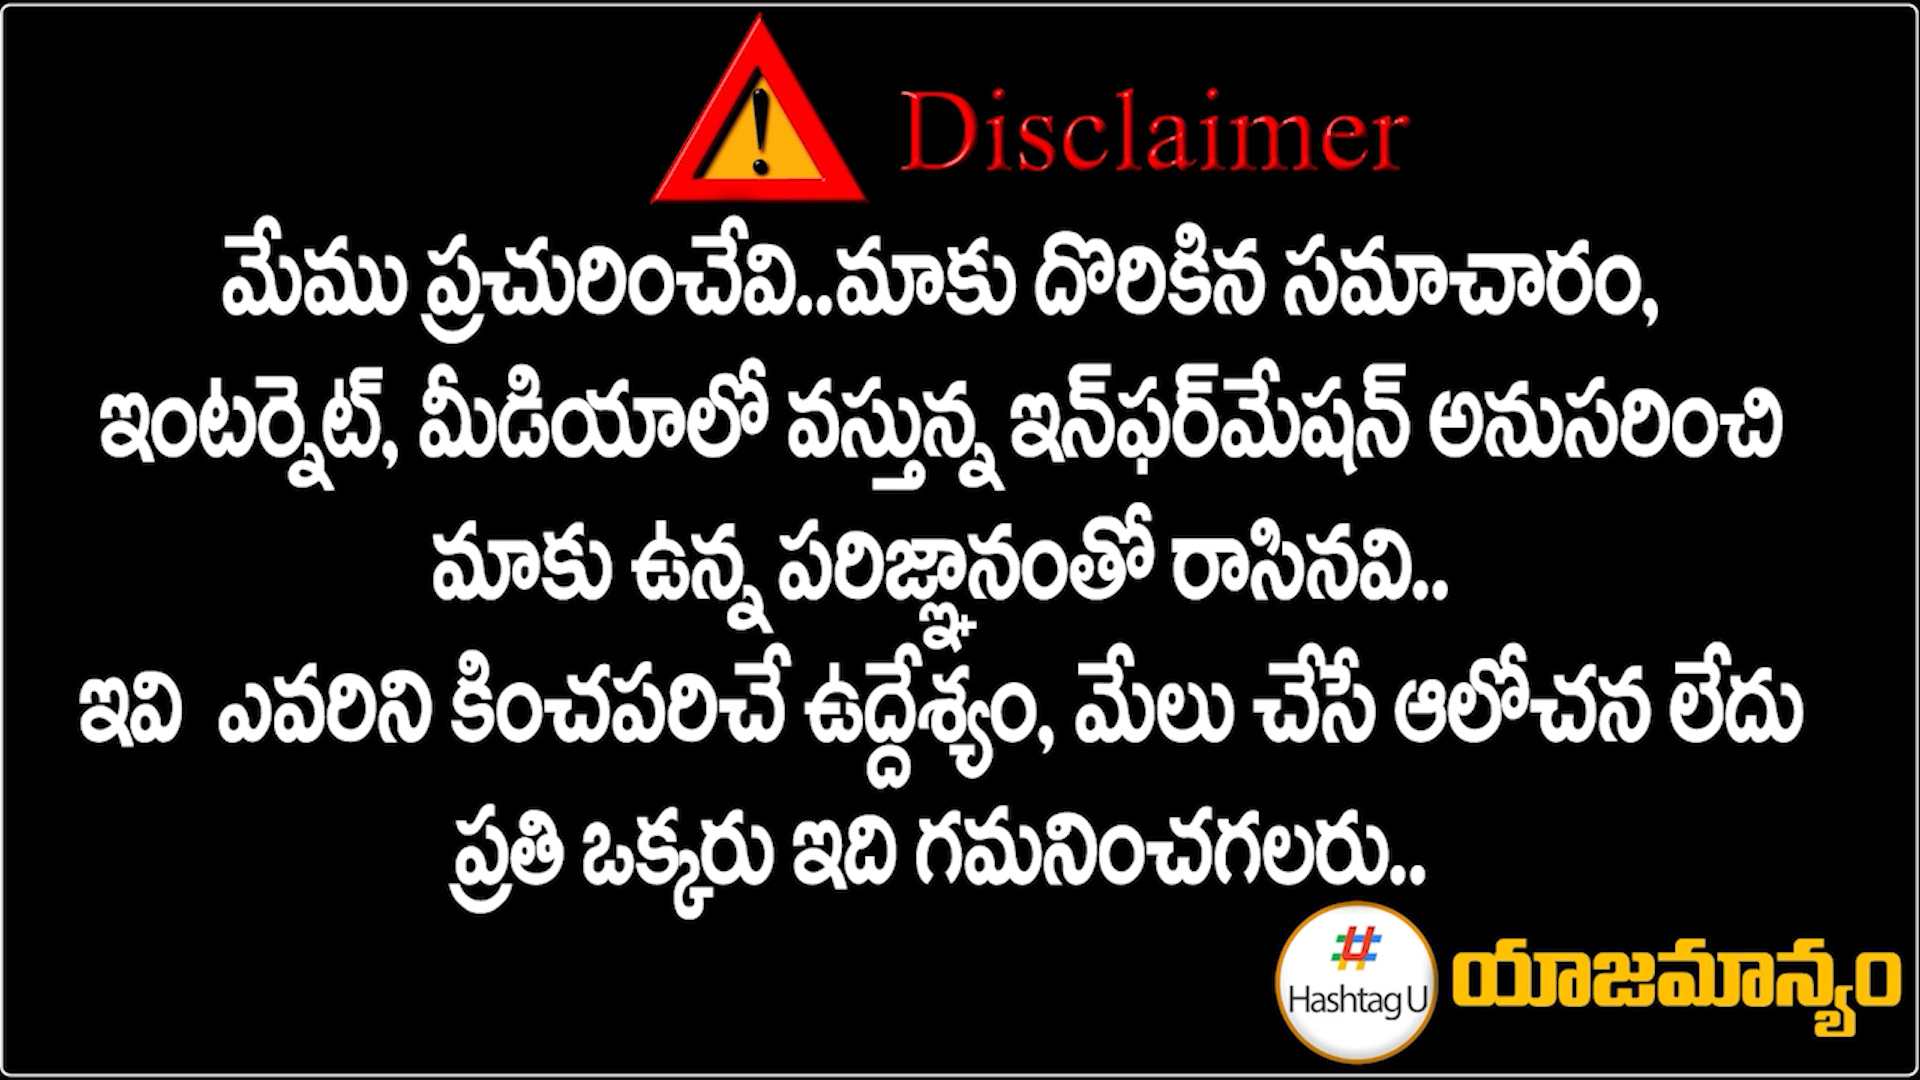 Disclaimer
మేము ప్రచురించేవి..మాకు దొరికిన సమాచారం,
ఇంటర్నెట్, మీడియాలో వస్తున్న ఇన్‌ఫర్‌మేషన్ అనుసరించి
మాకు ఉన్న పరిజ్ఞానంతో రాసినవి..
ఇవి ఎవరిని కించపరిచే ఉద్దేశ్యం, మేలు చేసే ఆలోచన లేదు
ప్రతి ఒక్కరు ఇది గమనించగలరు..
Hashtag U యాజమాన్యం